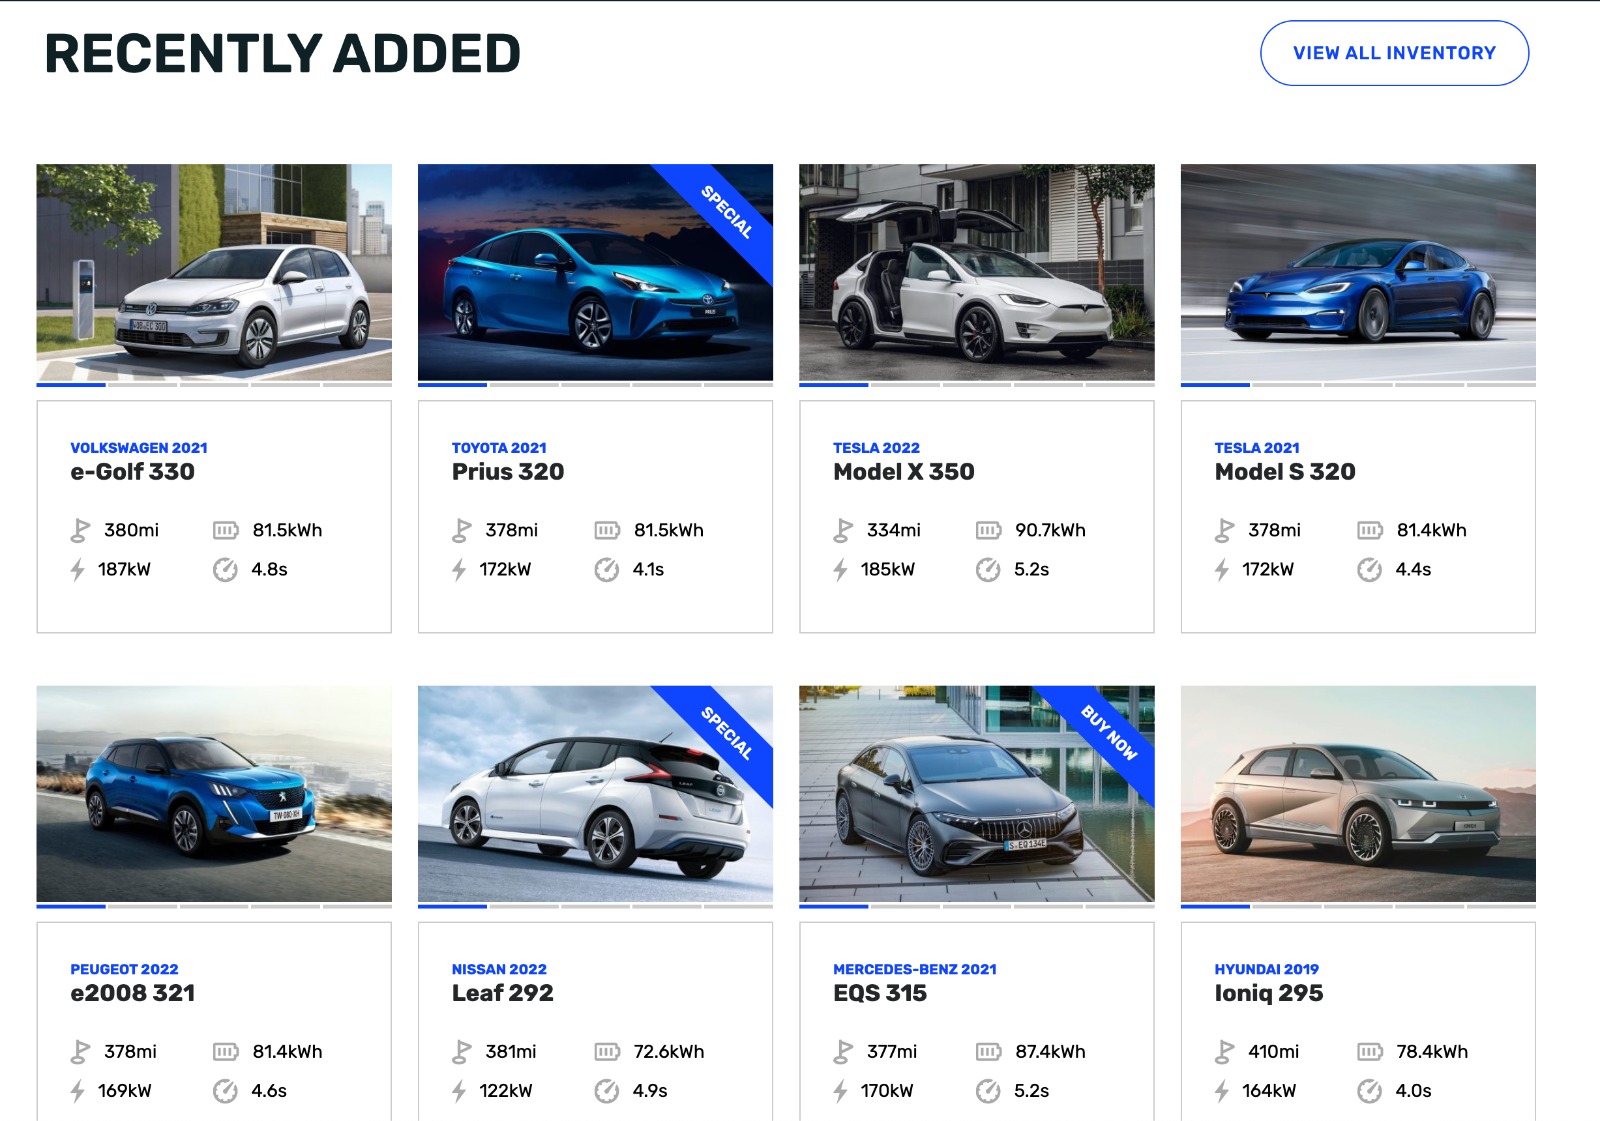 RECENTLY ADDED
VIEW ALL INVENTORY
SPECIAL
VOLKSWAGEN 2021
e-Golf 330
380mi
81.5kWh
187kW
4.8s
TOYOTA 2021
Prius 320
378mi
81.5kWh
172kW
4.1s
TESLA 2022
Model X 350
334mi
90.7kWh
185kW
5.2s
TESLA 2021
Model S 320
378mi
81.4kWh
172kW
4.4s
SPECIAL
BUY NOW
S EQ 134E
PEUGEOT 2022
e2008 321
378mi
81.4kWh
169kW
4.6s
NISSAN 2022
Leaf 292
381mi
72.6kWh
122kW
4.9s
MERCEDES-BENZ 2021
EQS 315
377mi
87.4kWh
170kW
5.2s
HYUNDAI 2019
Ioniq 295
410mi
78.4kWh
164kW
4.0s